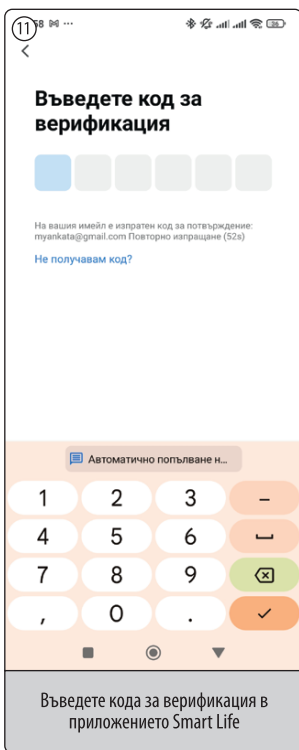 11
58
26
Въведете код за
верификация
На вашия имейл е изпратен код за потвърждение:
myankata@gmail.com Повторно изпращане (52s)
Не получавам код?
Автоматично попълване н...
1 2 3 –
4 5 6
7 8 9
, 0 .
Въведете кода за верификация в
приложението Smart Life